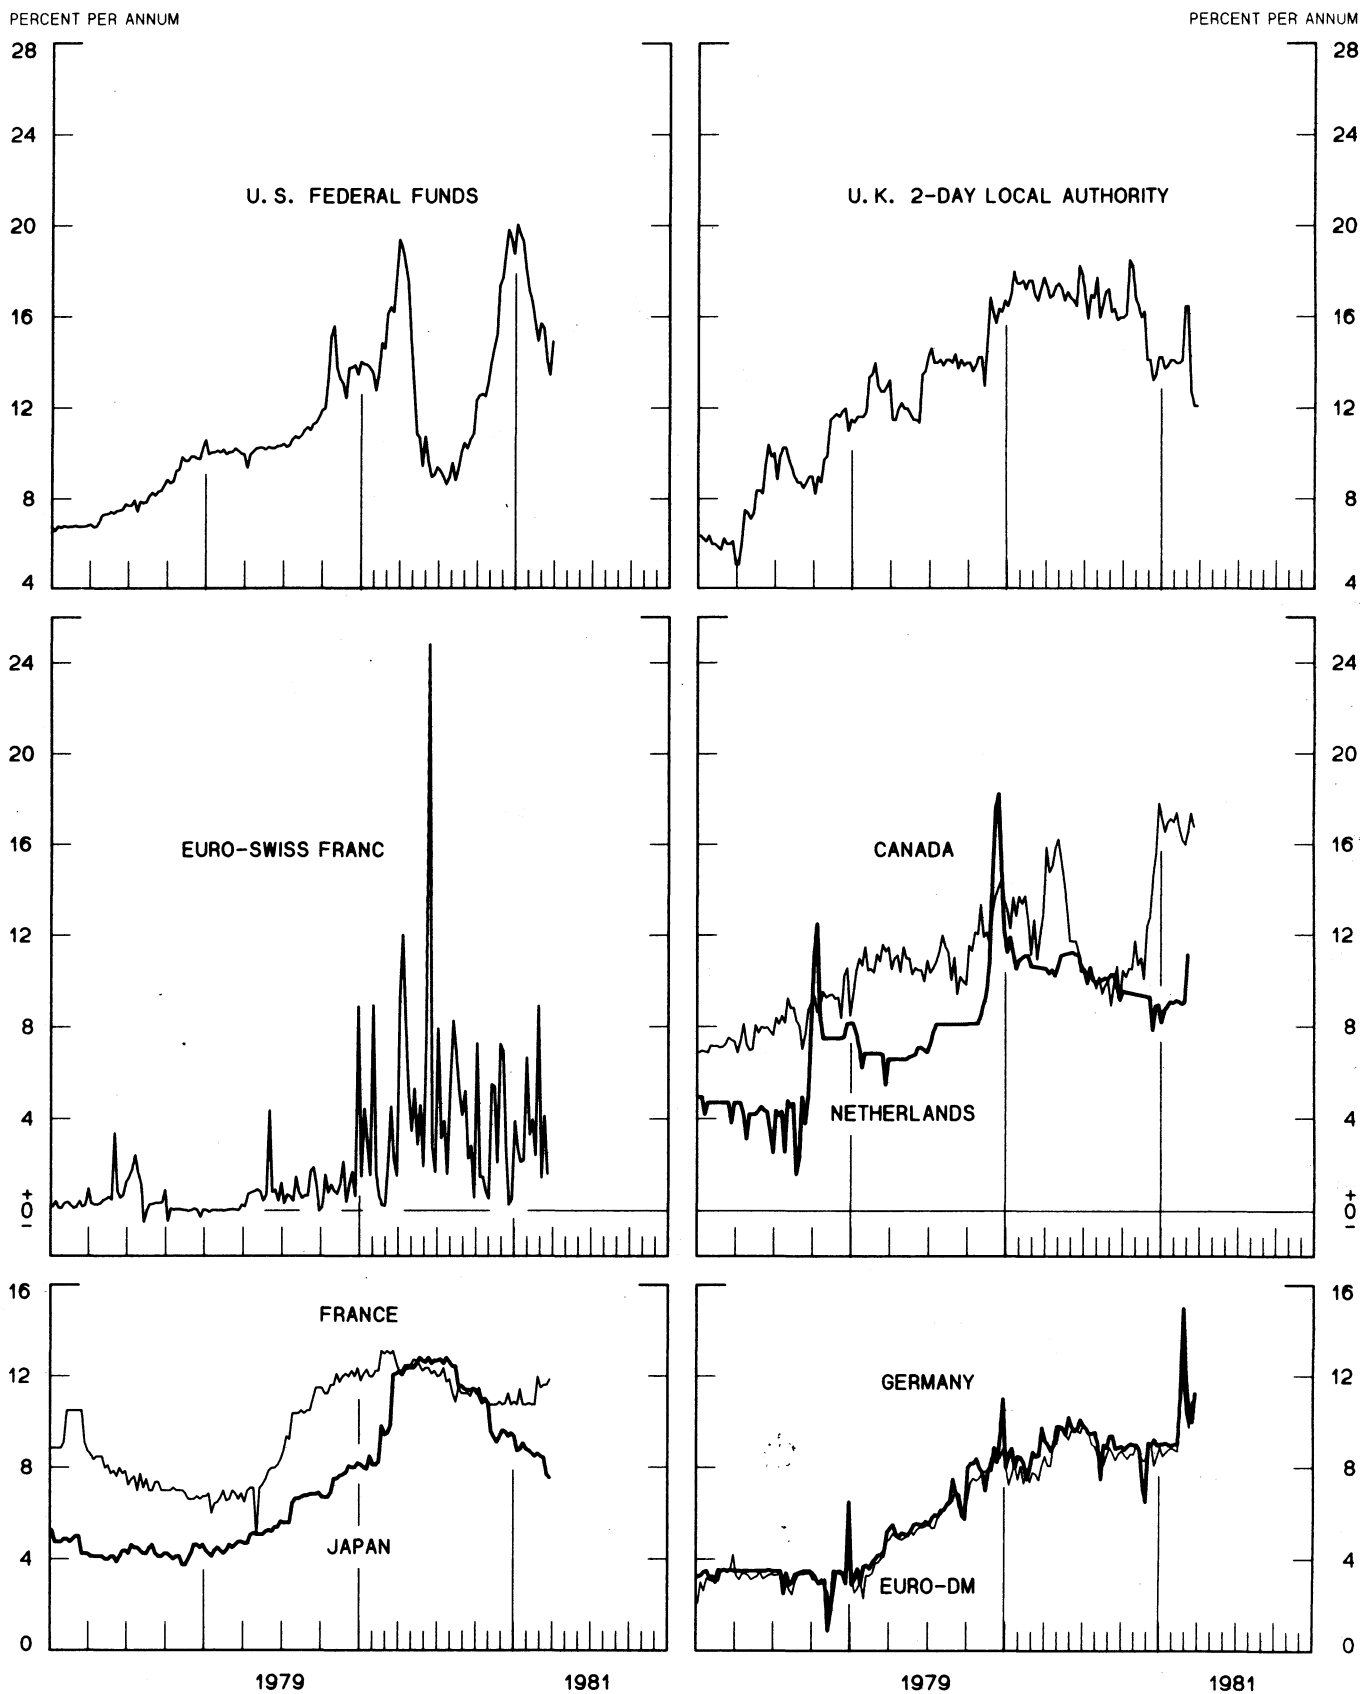 PERCENT PER ANNUM PERCENT PER ANNUM
28 28
24 24
U. S. FEDERAL FUNDS U. K. 2-DAY LOCAL AUTHORITY
20 20
16 16
12 12
8 8
4 4
24 24
20 20
EURO-SWISS FRANC CANADA
16 16
12 12
8 8
NETHERLANDS
4 4
+ +
0 0
− −
16 16
FRANCE
12 GERMANY 12
8 8
JAPAN
4 EURO-DM 4
0 0
1979 1981 1979 1981